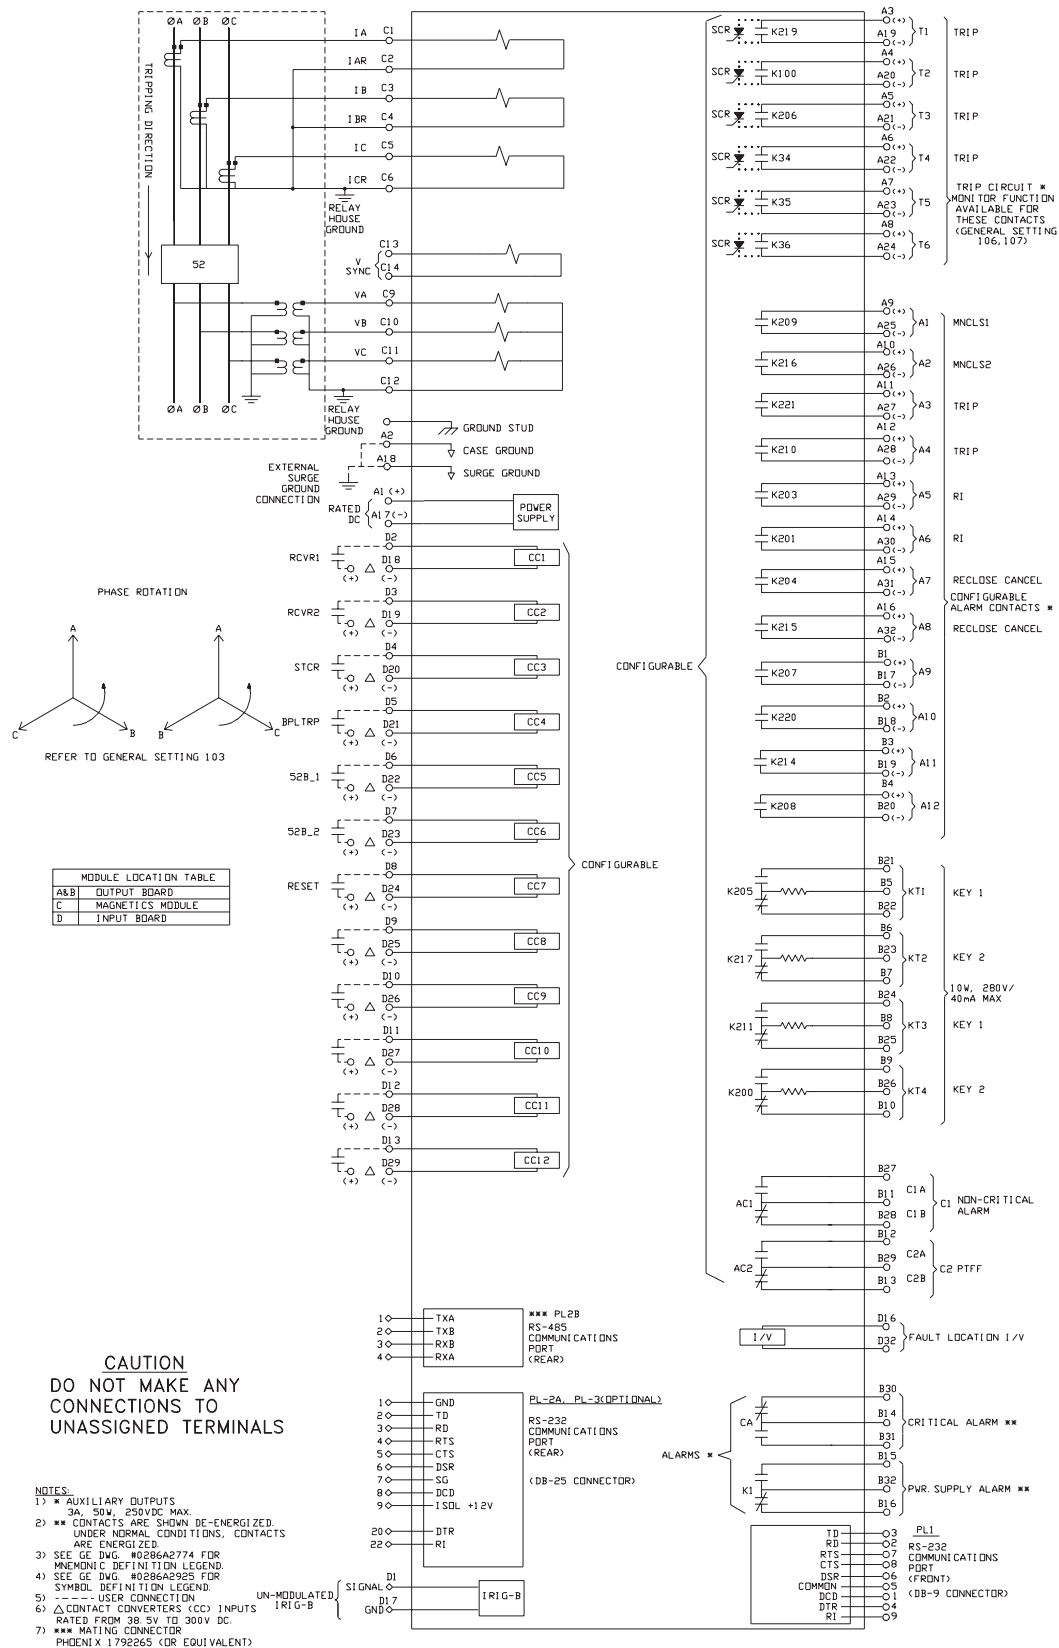 ØA ØB ØC
TRIPPING DIRECTION
52
ØA ØB ØC
IA C1
IAR C2
IB C3
IBR C4
IC C5
ICR C6
RELAY
HOUSE
GROUND
C13
V
SYNC
C14
VA C9
VB C10
VC C11
C12
RELAY
HOUSE
GROUND
GROUND STUD
A2
CASE GROUND
A18
SURGE GROUND
EXTERNAL
SURGE
GROUND
CONNECTION
RATED
DC
A1 (+)
A17(-)
POWER
SUPPLY
RCVR1 D2 D18 (+) (-) CC1
RCVR2 D3 D19 (+) (-) CC2
STCR D4 D20 (+) (-) CC3
BPLTRP D5 D21 (+) (-) CC4
52B_1 D6 D22 (+) (-) CC5
52B_2 D7 D23 (+) (-) CC6
RESET D8 D24 (+) (-) CC7
D9 D25 (+) (-) CC8
D10 D26 (+) (-) CC9
D11 D27 (+) (-) CC10
D12 D28 (+) (-) CC11
D13 D29 (+) (-) CC12
CONFIGURABLE
PHASE ROTATION
A B C
A B C
REFER TO GENERAL SETTING 103
MODULE LOCATION TABLE
A&B OUTPUT BOARD
C MAGNETICS MODULE
D INPUT BOARD
SCR K219 A3 (+) A19 (-) T1 TRIP
SCR K100 A4 (+) A20 (-) T2 TRIP
SCR K206 A5 (+) A21 (-) T3 TRIP
SCR K34 A6 (+) A22 (-) T4 TRIP
SCR K35 A7 (+) A23 (-) T5
SCR K36 A8 (+) A24 (-) T6
TRIP CIRCUIT *
MONITOR FUNCTION
AVAILABLE FOR
THESE CONTACTS
(GENERAL SETTING
106,107)
K209 A9 (+) A25 (-) A1 MNCLS1
K216 A10 (+) A26 (-) A2 MNCLS2
K221 A11 (+) A27 (-) A3 TRIP
K210 A12 (+) A28 (-) A4 TRIP
K203 A13 (+) A29 (-) A5 RI
K201 A14 (+) A30 (-) A6 RI
K204 A15 (+) A31 (-) A7 RECLOSE CANCEL
K215 A16 (+) A32 (-) A8 RECLOSE CANCEL
CONFIGURABLE
ALARM CONTACTS *
K207 B1 (+) B17 (-) A9
K220 B2 (+) B18 (-) A10
K214 B3 (+) B19 (-) A11
K208 B4 (+) B20 (-) A12
CONFIGURABLE
K205 B21 B5 B22 KT1 KEY 1
K217 B6 B23 B7 KT2 KEY 2
K211 B24 B8 B25 KT3 KEY 1
K200 B9 B26 B10 KT4 KEY 2
10W, 280V/
40mA MAX
AC1 B27 B11 B28 C1A C1B C1 NON-CRITICAL
ALARM
AC2 B12 B29 B13 C2A C2B C2 PTFF
I/V D16 D32 FAULT LOCATION I/V
ALARMS *
CA B30 B14 B31 CRITICAL ALARM **
K1 B15 B32 B16 PWR. SUPPLY ALARM **
1 TXA
2 TXB
3 RXB
4 RXA
*** PL2B
RS-485
COMMUNICATIONS
PORT
(REAR)
1 GND
2 TD
3 RD
4 RTS
5 CTS
6 DSR
7 SG
8 DCD
9 ISOL +12V
20 DTR
22 RI
PL-2A, PL-3(OPTIONAL)
RS-232
COMMUNICATIONS
PORT
(REAR)
(DB-25 CONNECTOR)
UN-MODULATED
IRIG-B
D1
SIGNAL
D17
GND
IRIG-B
TD 3
RD 2
RTS 7
CTS 8
DSR 6
COMMON 5
DCD 1
DTR 4
RI 9
PL1
RS-232
COMMUNICATIONS
PORT
(FRONT)
(DB-9 CONNECTOR)
CAUTION
DO NOT MAKE ANY
CONNECTIONS TO
UNASSIGNED TERMINALS
NOTES:
1) * AUXILIARY OUTPUTS
3A, 50W, 250VDC MAX.
2) ** CONTACTS ARE SHOWN DE-ENERGIZED.
UNDER NORMAL CONDITIONS, CONTACTS
ARE ENERGIZED.
3) SEE GE DWG. #0286A2774 FOR
MNEMONIC DEFINITION LEGEND.
4) SEE GE DWG. #0286A2925 FOR
SYMBOL DEFINITION LEGEND.
5) ----- USER CONNECTION
6) △ CONTACT CONVERTERS (CC) INPUTS
RATED FROM 38.5V TO 300V DC.
7) *** MATING CONNECTOR
PHOENIX 1792265 (OR EQUIVALENT)